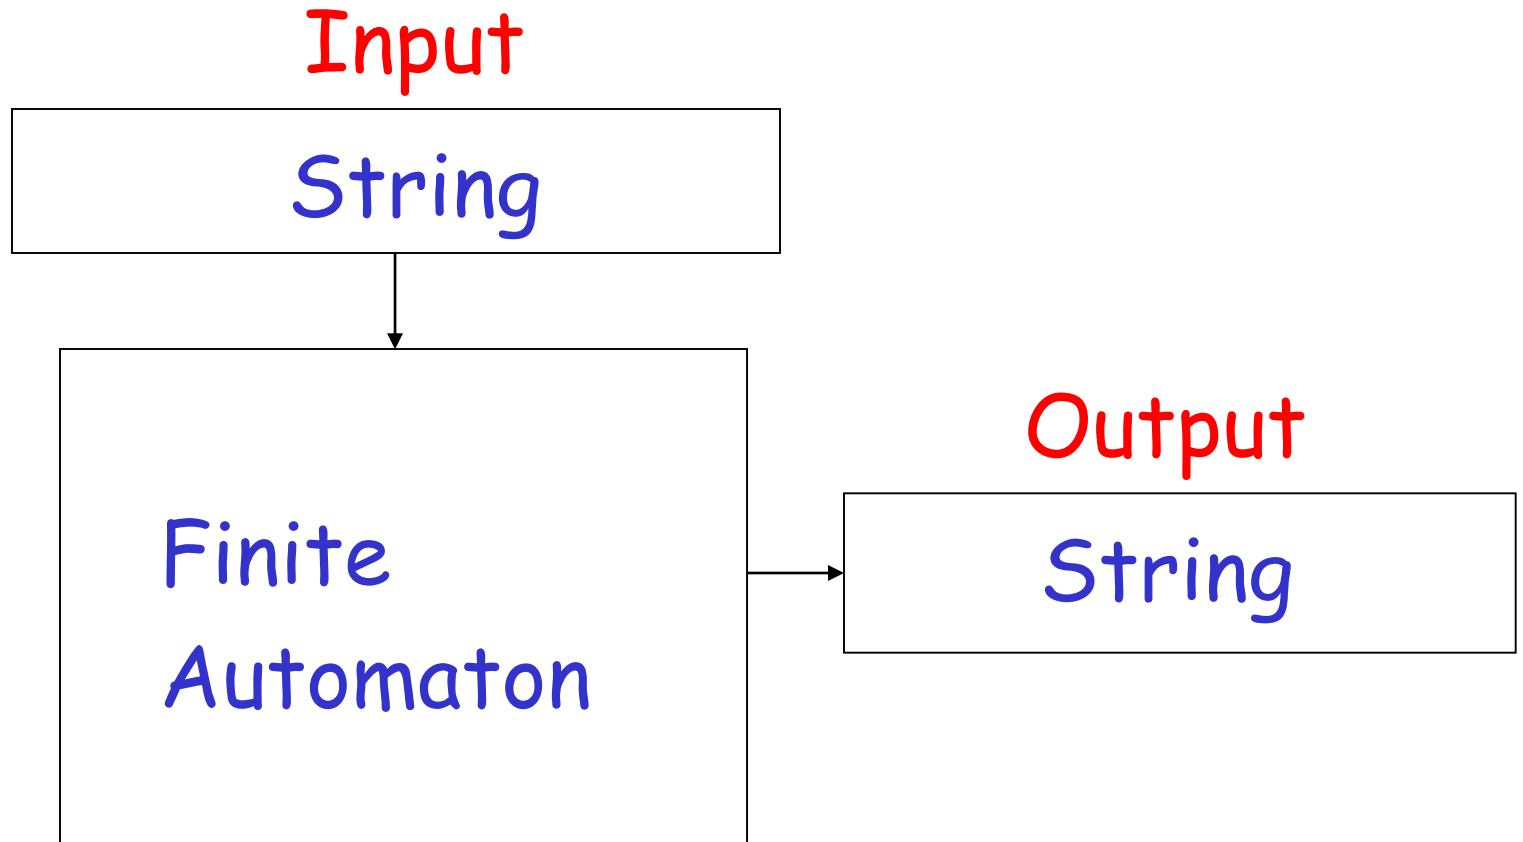 Input
String
Output
String
Finite
Automaton